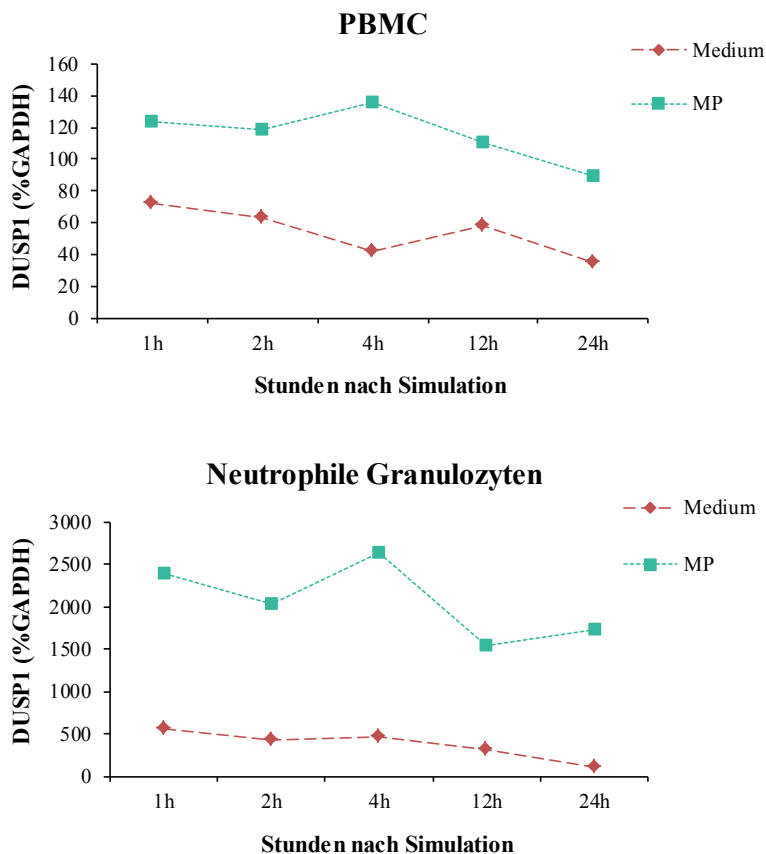 PBMC
Medium
MP
DUSP1 (%GAPDH)
160
140
120
100
80
60
40
20
0
1h 2h 4h 12h 24h
Stunden nach Simulation
Neutrophile Granulozyten
Medium
MP
DUSP1 (%GAPDH)
3000
2500
2000
1500
1000
500
0
1h 2h 4h 12h 24h
Stunden nach Simulation